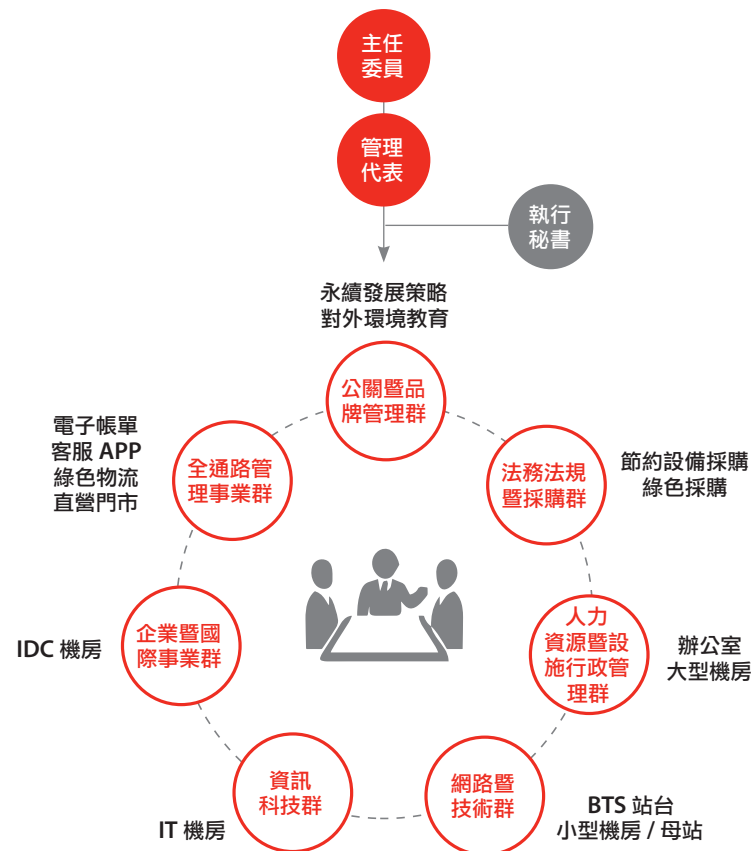 主任
委員
管理
代表
執行
秘書
永續發展策略
對外環境教育
公關暨品
牌管理群
電子帳單
客服 APP
綠色物流
直營門市
全通路管
理事業群
法務法規
暨採購群
節約設備採購
綠色採購
IDC 機房
企業暨國
際事業群
人力
資源暨設
施行政管
理群
辦公室
大型機房
IT 機房
資訊
科技群
網路暨
技術群
BTS 站台
小型機房 / 母站